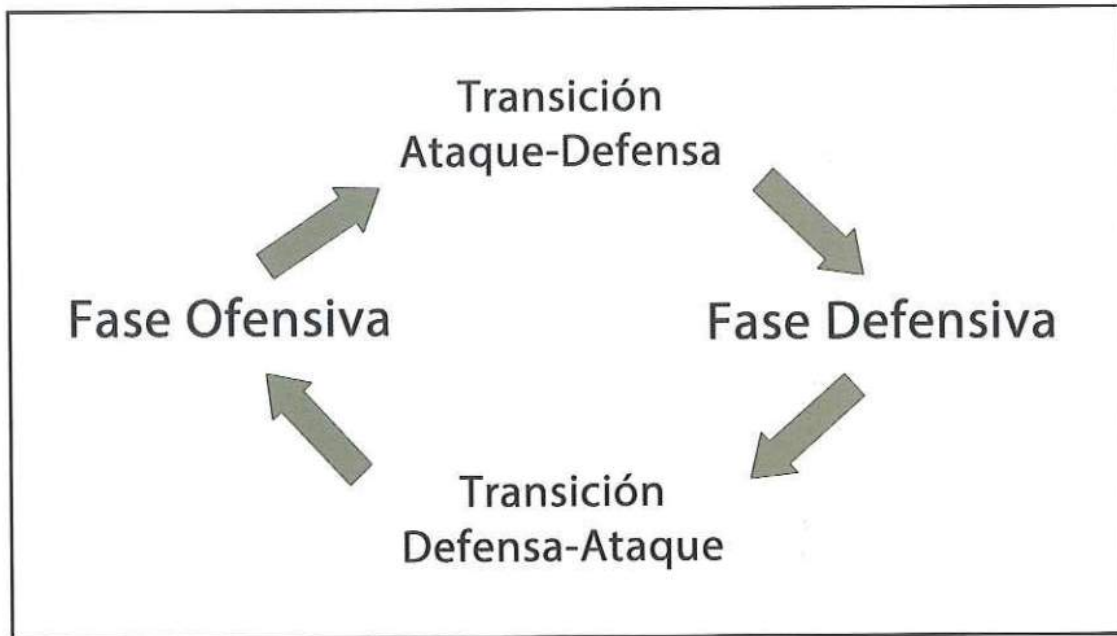 Transición
Ataque-Defensa
Fase Ofensiva
Fase Defensiva
Transición
Defensa-Ataque